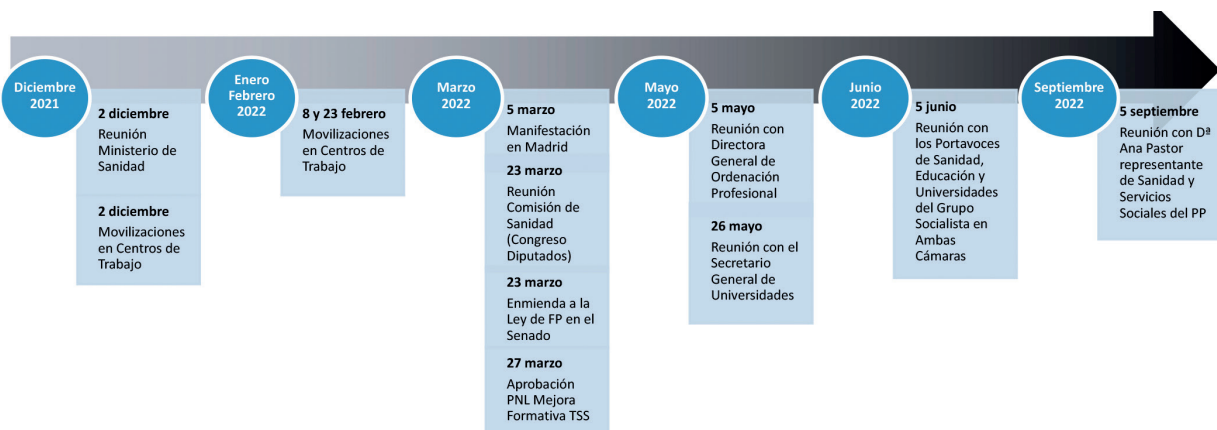 Diciembre
2021
2 diciembre
Reunión
Ministerio de
Sanidad
2 diciembre
Movilizaciones
en Centros de
Trabajo
Enero
Febrero
2022
8 y 23 febrero
Movilizaciones
en Centros de
Trabajo
Marzo
2022
5 marzo
Manifestación
en Madrid
23 marzo
Reunión
Comisión de
Sanidad
(Congreso
Diputados)
23 marzo
Enmienda a la
Ley de FP en el
Senado
27 marzo
Aprobación
PNL Mejora
Formativa TSS
Mayo
2022
5 mayo
Reunión con
Directora
General de
Ordenación
Profesional
26 mayo
Reunión con el
Secretario
General de
Universidades
Junio
2022
5 junio
Reunión con
los Portavoces
de Sanidad,
Educación y
Universidades
del Grupo
Socialista en
Ambas
Cámaras
Septiembre
2022
5 septiembre
Reunión con Dª
Ana Pastor
representante
de Sanidad y
Servicios
Sociales del PP